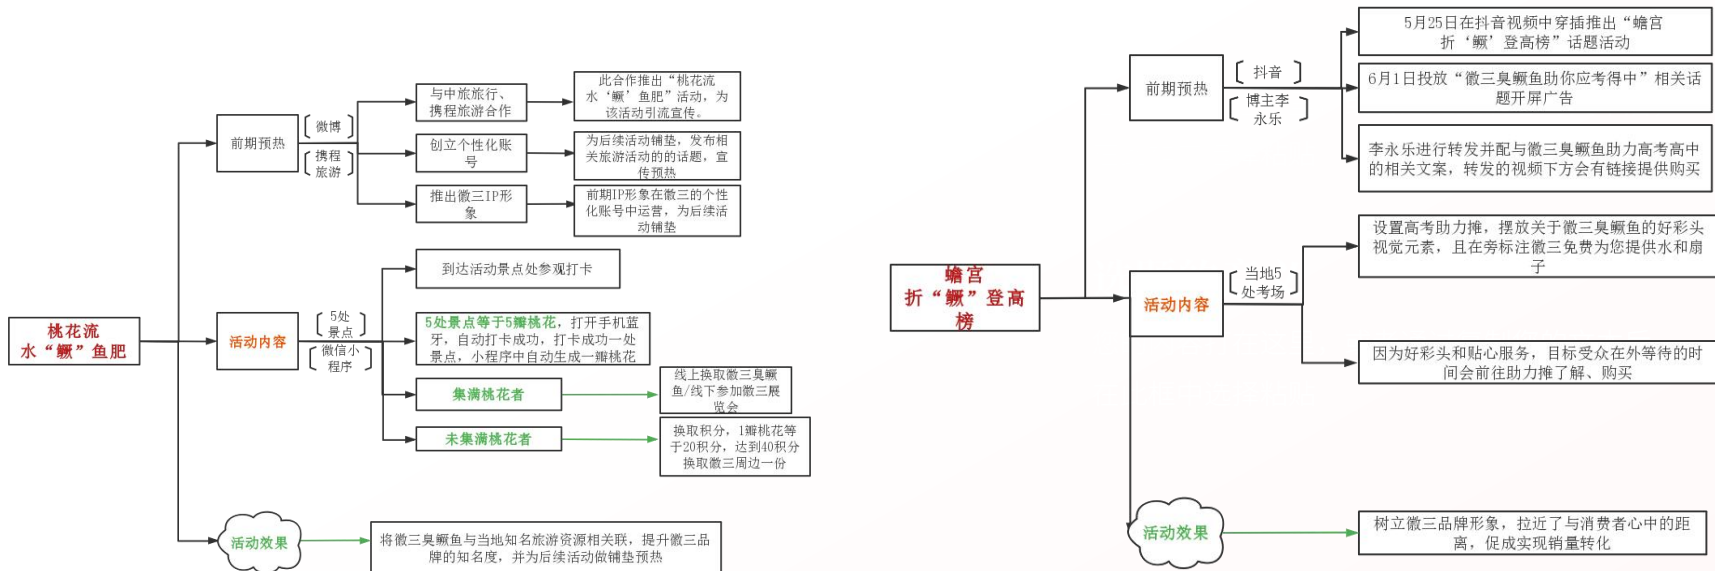 桃花流
水“鳜”鱼肥
前期预热
微博
携程
旅游
与中旅旅行、
携程旅游合作
此合作推出“桃花流
水‘鳜’鱼肥”活动，为
该活动引流宣传。
创立个性化账
号
为后续活动铺垫，发布相
关旅游活动的的话题，宣
传预热
推出徽三IP形
象
前期IP形象在徽三的个性
化账号中运营，为后续活
动铺垫
活动内容
5处
景点
微信小
程序
到达活动景点处参观打卡
5处景点等于5瓣桃花，打开手机蓝
牙，自动打卡成功，打卡成功一处
景点，小程序中自动生成一瓣桃花
集满桃花者
线上换取徽三臭鳜
鱼/线下参加徽三展
览会
未集满桃花者
换取积分，1瓣桃花等
于20积分，达到40积分
换取徽三周边一份
活动效果
将徽三臭鳜鱼与当地知名旅游资源相关联，提升徽三品
牌的知名度，并为后续活动做铺垫预热
蟾宫
折“鳜”登高
榜
前期预热
抖音
博主李
永乐
5月25日在抖音视频中穿插推出“蟾宫
折‘鳜’登高榜”话题活动
6月1日投放“徽三臭鳜鱼助你应考得中”相关话
题开屏广告
李永乐进行转发并配与徽三臭鳜鱼助力高考高中
的相关文案，转发的视频下方会有链接提供购买
活动内容
当地5
处考场
设置高考助力摊，摆放关于徽三臭鳜鱼的好彩头
视觉元素，且在旁标注徽三免费为您提供水和扇
子
因为好彩头和贴心服务，目标受众在外等待的时
间会前往助力摊了解、购买
活动效果
树立徽三品牌形象，拉近了与消费者心中的距
离，促成实现销量转化